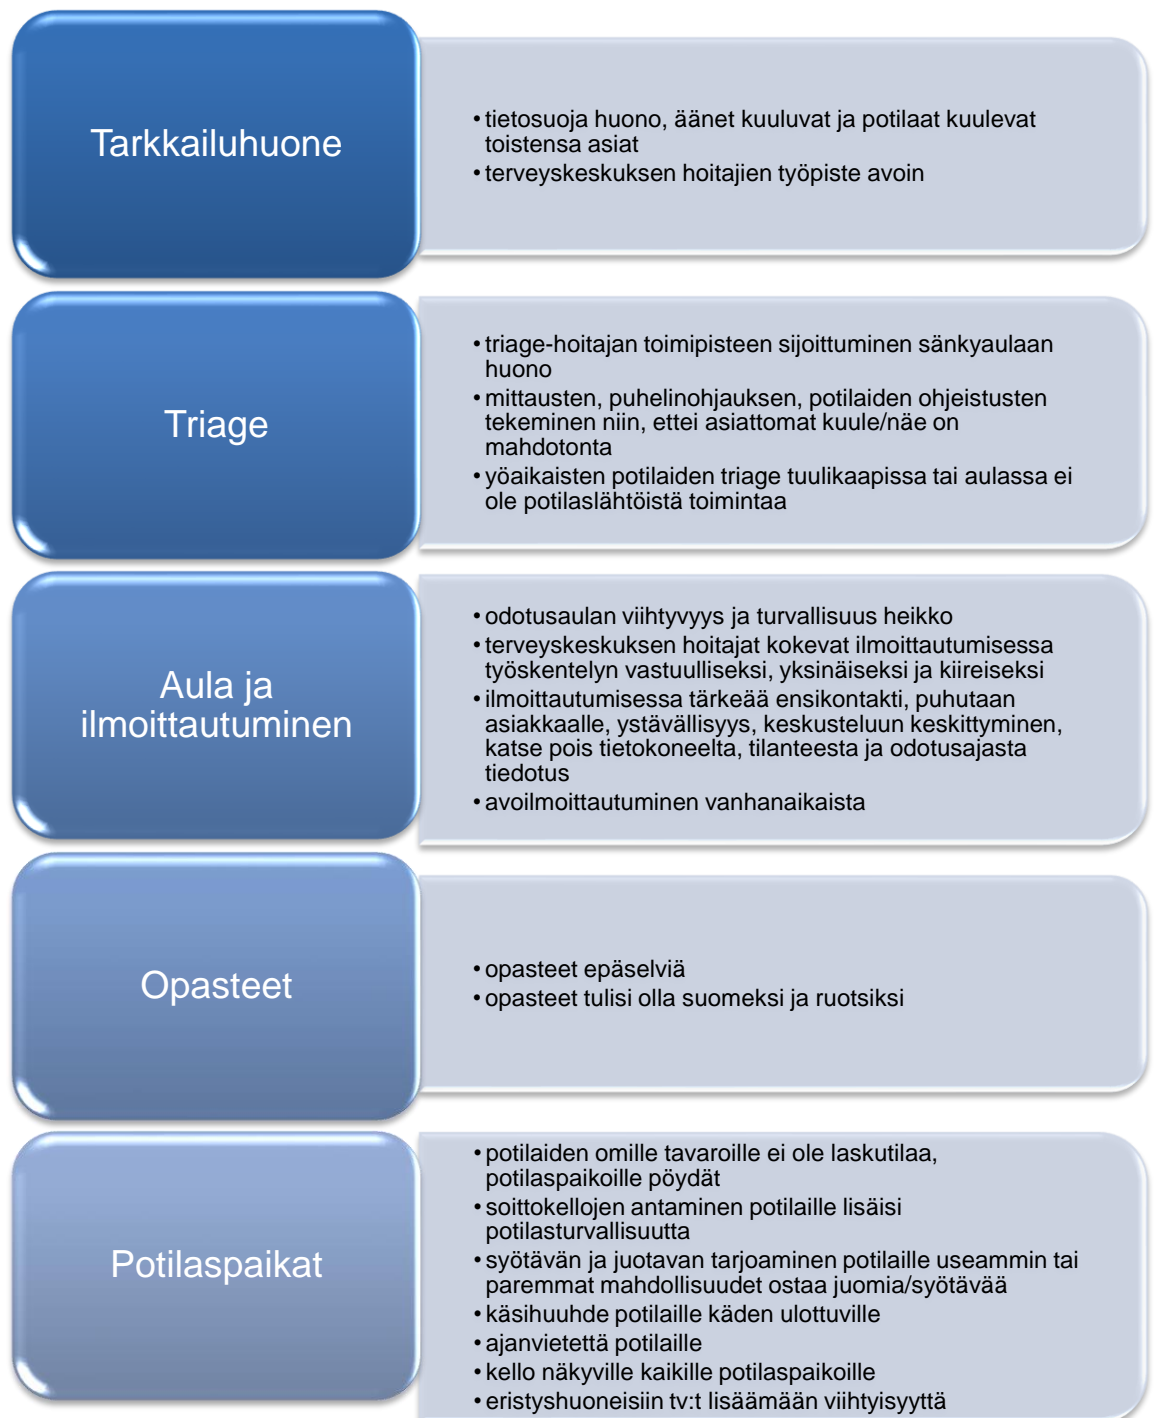 Tarkkailuhuone
• tietosuoja huono, äänet kuuluvat ja potilaat kuulevat
toistensa asiat
• terveyskeskuksen hoitajien työpiste avoin
Triage
• triage-hoitajan toimipisteen sijoittuminen sänkyaulaan
huono
• mittausten, puhelinohjauksen, potilaiden ohjeistusten
tekeminen niin, ettei asiattomat kuule/näe on
mahdotonta
• yöaikaisten potilaiden triage tuulikaapissa tai aulassa ei
ole potilaslähtöistä toimintaa
Aula ja
ilmoittautuminen
• odotusaulan viihtyvyys ja turvallisuus heikko
• terveyskeskuksen hoitajat kokevat ilmoittautumisessa
työskentelyn vastuulliseksi, yksinäiseksi ja kiireiseksi
• ilmoittautumisessa tärkeää ensikontakti, puhutaan
asiakkaalle, ystävällisyys, keskusteluun keskittyminen,
katse pois tietokoneelta, tilanteesta ja odotusajasta
tiedotus
• avoilmoittautuminen vanhanaikaista
Opasteet
• opasteet epäselviä
• opasteet tulisi olla suomeksi ja ruotsiksi
Potilaspaikat
• potilaiden omille tavaroille ei ole laskutilaa,
potilaspaikoille pöydät
• soittokellojen antaminen potilaille lisäisi
potilasturvallisuutta
• syötävän ja juotavan tarjoaminen potilaille useammin tai
paremmat mahdollisuudet ostaa juomia/syötävää
• käsihuuhde potilaille käden ulottuville
• ajanvietettä potilaille
• kello näkyville kaikille potilaspaikoille
• eristyshuoneisiin tv:t lisäämään viihtyisyyttä